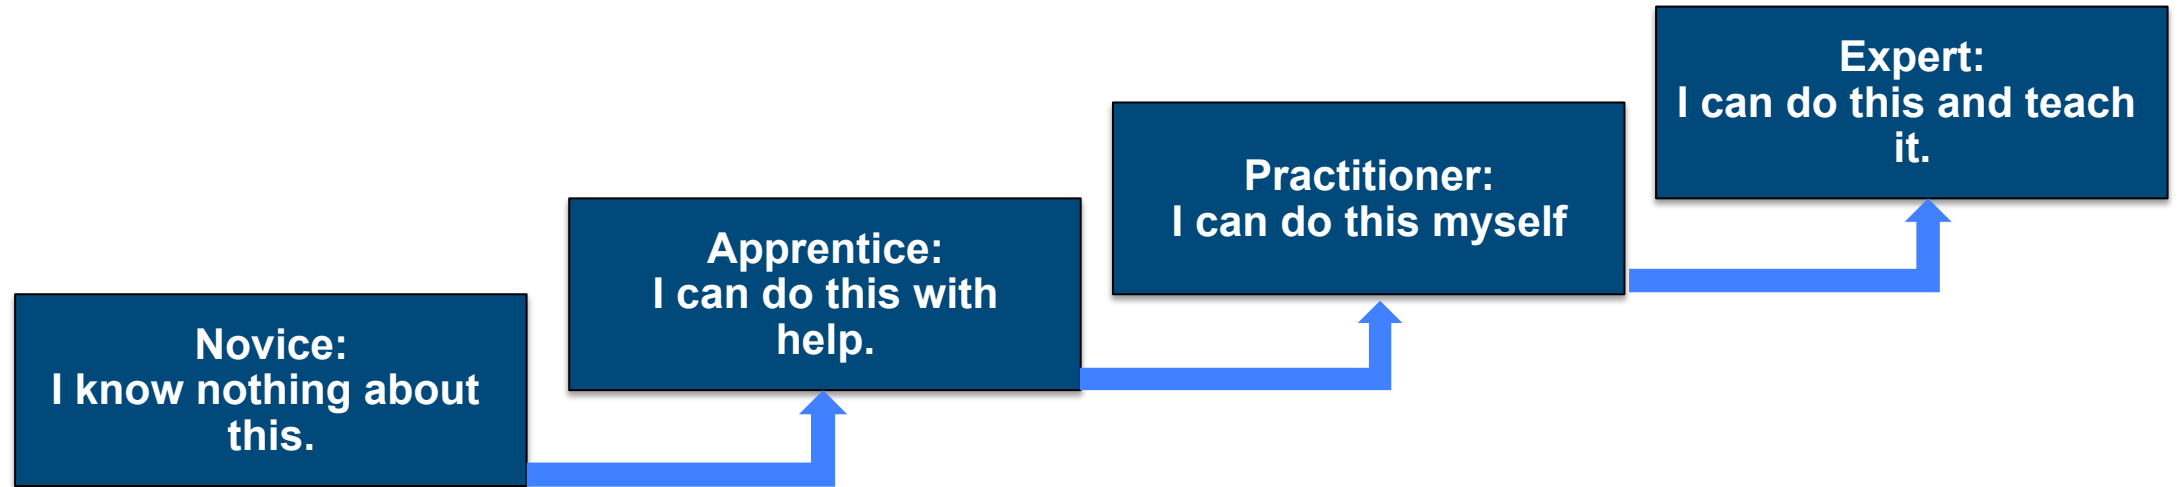 Novice:
I know nothing about
this.
Apprentice:
I can do this with
help.
Practitioner:
I can do this myself
Expert:
I can do this and teach
it.